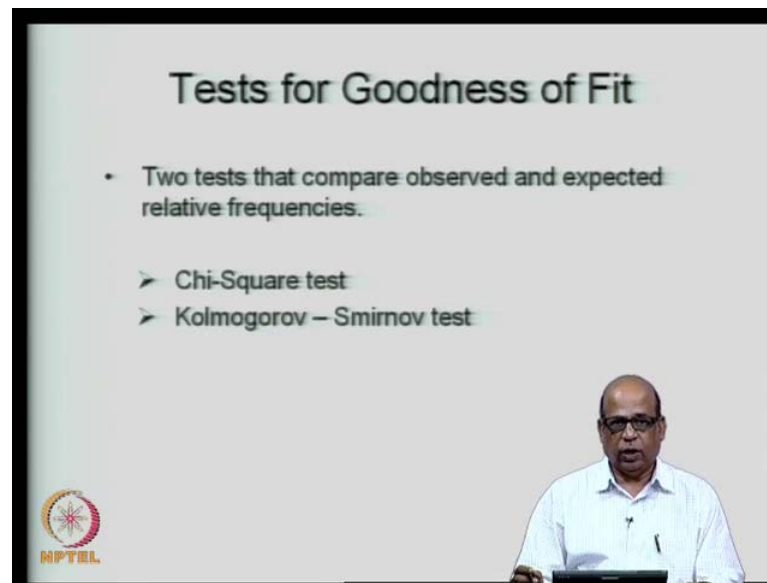 Tests for Goodness of Fit
• Two tests that compare observed and expected
relative frequencies.
➢ Chi-Square test
➢ Kolmogorov – Smirnov test
NPTEL